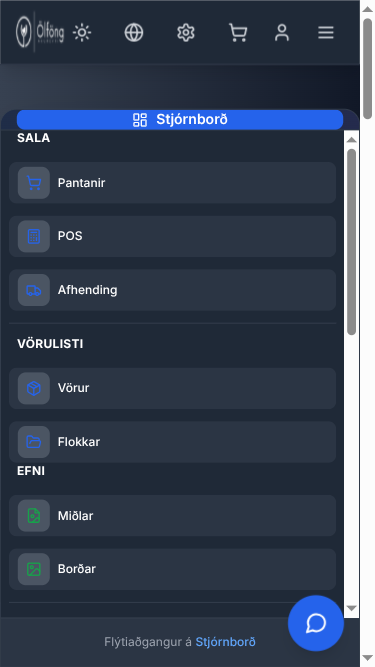 Ölföng
Stjórnborð
SALA
Pantanir
POS
Afhending
VÖRULISTI
Vörur
Flokkar
EFNI
Miðlar
Borðar
Flýtiaðgangur á Stjórnborð